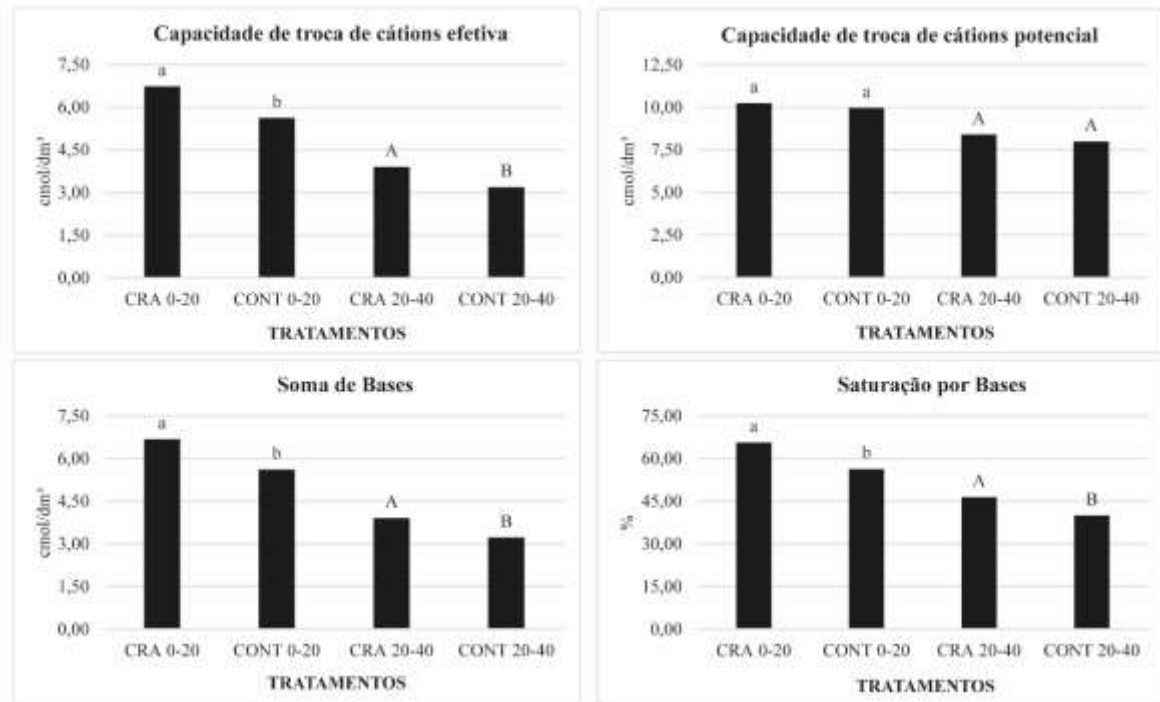 Capacidade de troca de cátions efetiva
7,50
6,00
4,50
3,00
1,50
0,00
cmol/dm³
a
b
A
B
CRA 0-20 CONT 0-20 CRA 20-40 CONT 20-40
TRATAMENTOS
Capacidade de troca de cátions potencial
12,50
10,00
7,50
5,00
2,50
0,00
cmol/dm³
a
a
A
A
CRA 0-20 CONT 0-20 CRA 20-40 CONT 20-40
TRATAMENTOS
Soma de Bases
7,50
6,00
4,50
3,00
1,50
0,00
cmol/dm³
a
b
A
B
CRA 0-20 CONT 0-20 CRA 20-40 CONT 20-40
TRATAMENTOS
Saturação por Bases
75,00
60,00
45,00
30,00
15,00
0,00
%
a
b
A
B
CRA 0-20 CONT 0-20 CRA 20-40 CONT 20-40
TRATAMENTOS